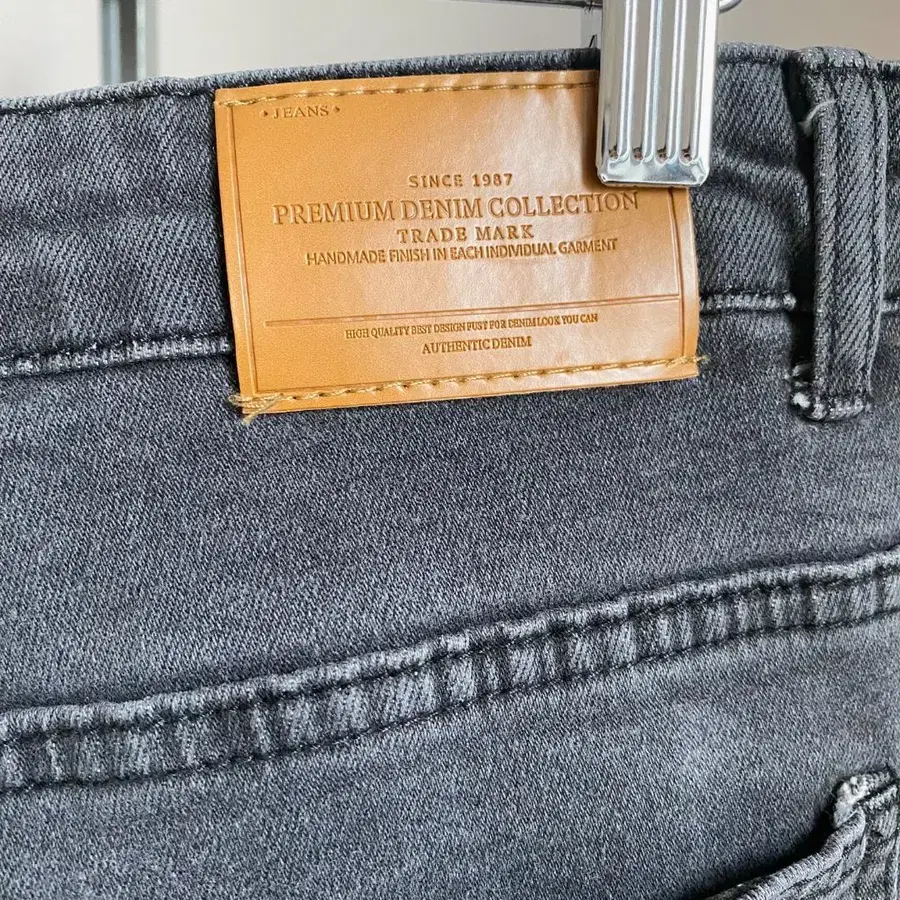 • JEANS •
SINCE 1987
PREMIUM DENIM COLLECTION
TRADE MARK
HANDMADE FINISH IN EACH INDIVIDUAL GARMENT
HIGH QUALITY BEST DESIGN PUST FOR DENIM LOOK YOU CAN
AUTHENTIC DENIM